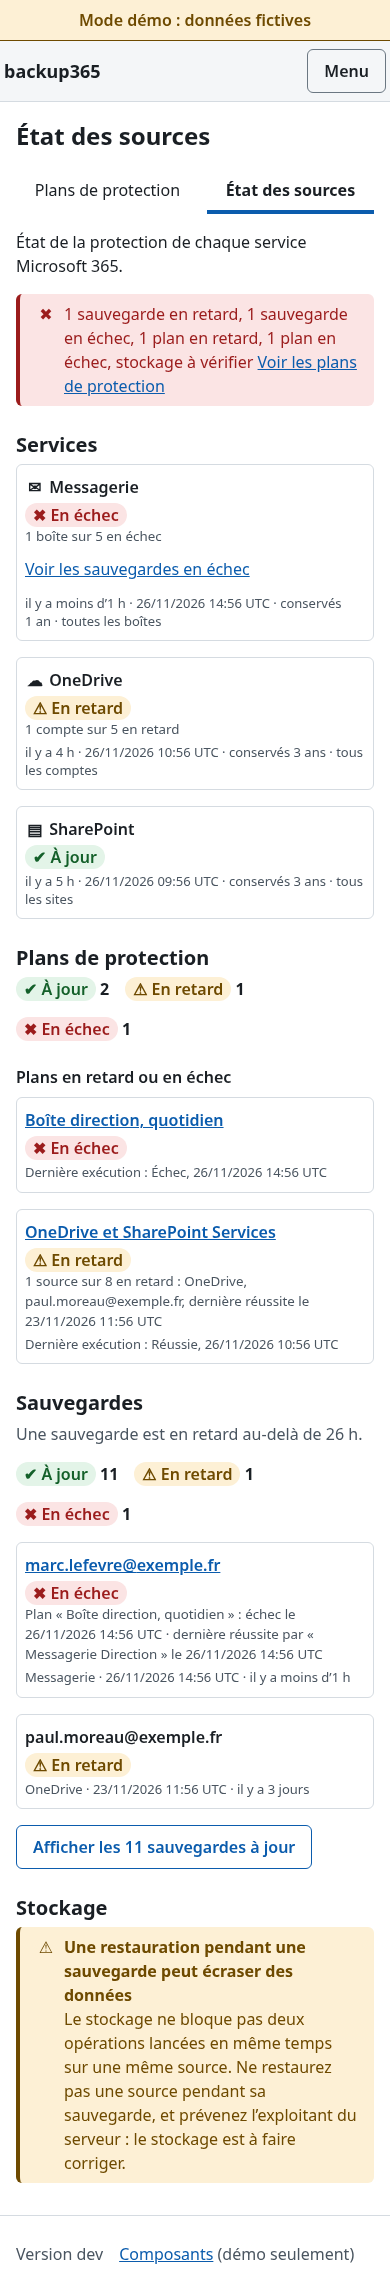 Mode démo : données fictives
backup365
Menu
État des sources
Plans de protection
État des sources
État de la protection de chaque service
Microsoft 365.
✖ 1 sauvegarde en retard, 1 sauvegarde
en échec, 1 plan en retard, 1 plan en
échec, stockage à vérifier Voir les plans
de protection
Services
✉ Messagerie
✖ En échec
1 boîte sur 5 en échec
Voir les sauvegardes en échec
il y a moins d’1 h · 26/11/2026 14:56 UTC · conservés
1 an · toutes les boîtes
☁ OneDrive
⚠ En retard
1 compte sur 5 en retard
il y a 4 h · 26/11/2026 10:56 UTC · conservés 3 ans · tous
les comptes
▤ SharePoint
✔ À jour
il y a 5 h · 26/11/2026 09:56 UTC · conservés 3 ans · tous
les sites
Plans de protection
✔ À jour 2 ⚠ En retard 1
✖ En échec 1
Plans en retard ou en échec
Boîte direction, quotidien
✖ En échec
Dernière exécution : Échec, 26/11/2026 14:56 UTC
OneDrive et SharePoint Services
⚠ En retard
1 source sur 8 en retard : OneDrive,
paul.moreau@exemple.fr, dernière réussite le
23/11/2026 11:56 UTC
Dernière exécution : Réussie, 26/11/2026 10:56 UTC
Sauvegardes
Une sauvegarde est en retard au-delà de 26 h.
✔ À jour 11 ⚠ En retard 1
✖ En échec 1
marc.lefevre@exemple.fr
✖ En échec
Plan « Boîte direction, quotidien » : échec le
26/11/2026 14:56 UTC · dernière réussite par «
Messagerie Direction » le 26/11/2026 14:56 UTC
Messagerie · 26/11/2026 14:56 UTC · il y a moins d’1 h
paul.moreau@exemple.fr
⚠ En retard
OneDrive · 23/11/2026 11:56 UTC · il y a 3 jours
Afficher les 11 sauvegardes à jour
Stockage
⚠ Une restauration pendant une
sauvegarde peut écraser des
données
Le stockage ne bloque pas deux
opérations lancées en même temps
sur une même source. Ne restaurez
pas une source pendant sa
sauvegarde, et prévenez l’exploitant du
serveur : le stockage est à faire
corriger.
Version dev Composants (démo seulement)